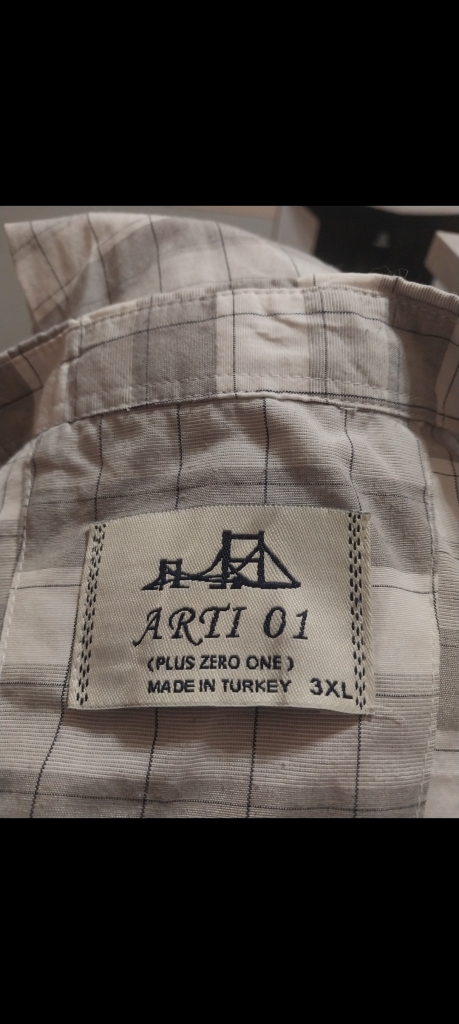 ARTI 01
(PLUS ZERO ONE)
MADE IN TURKEY 3XL